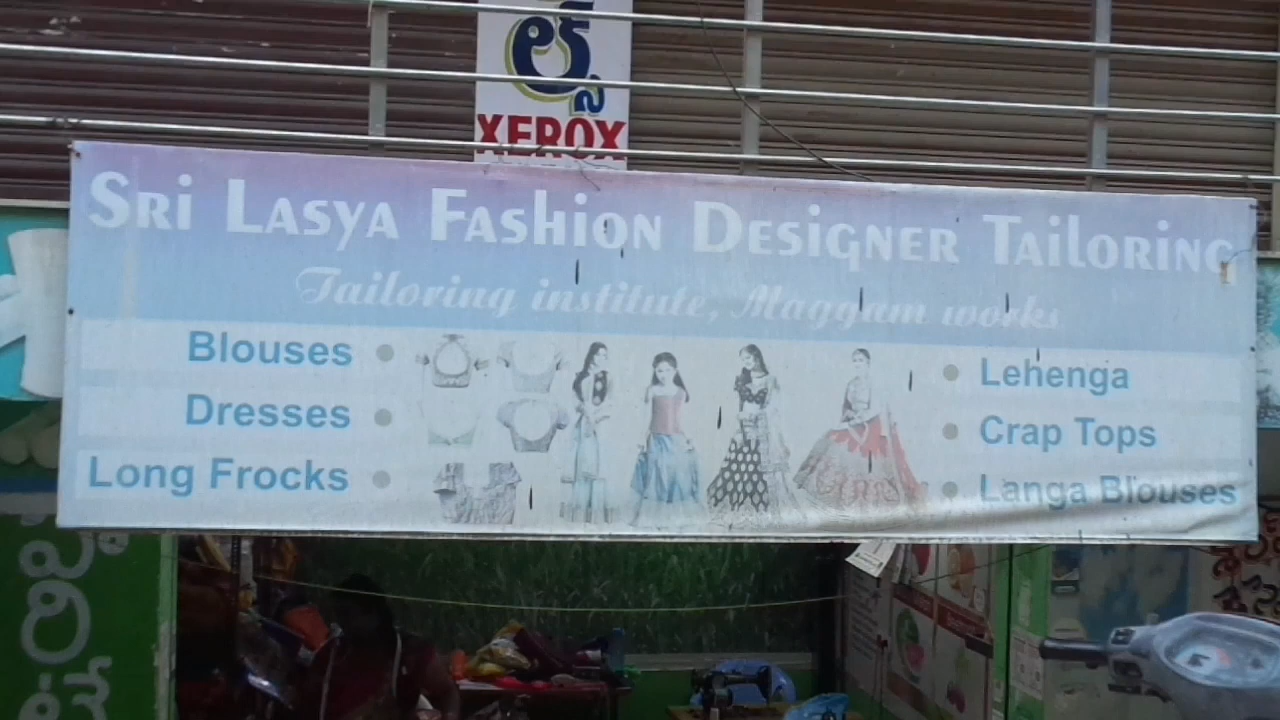 XEROX
SRI LASYA FASHION DESIGNER TAILORING
Tailoring institute, Maggam works
Blouses
Dresses
Long Frocks
Lehenga
Crap Tops
Langa Blouses